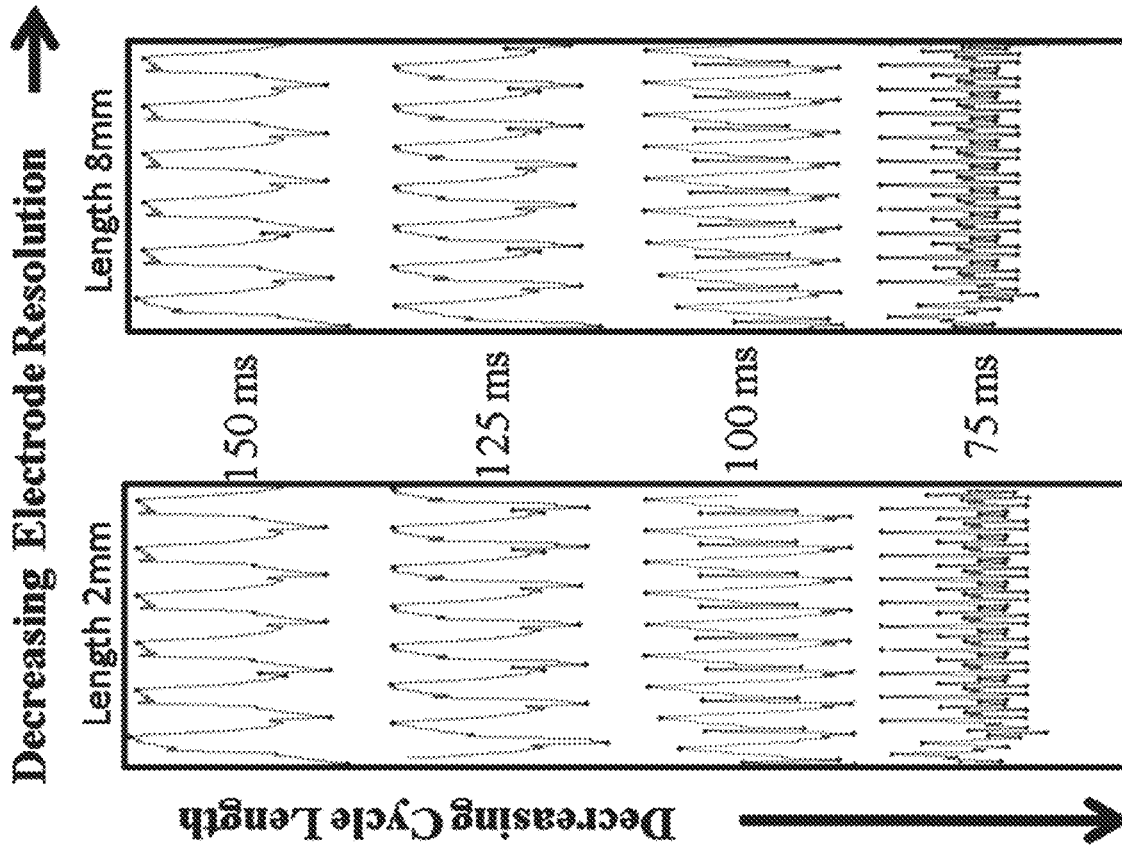 Decreasing Electrode Resolution
Length 2mm
Length 8mm
Decreasing Cycle Length
150 ms
125 ms
100 ms
75 ms